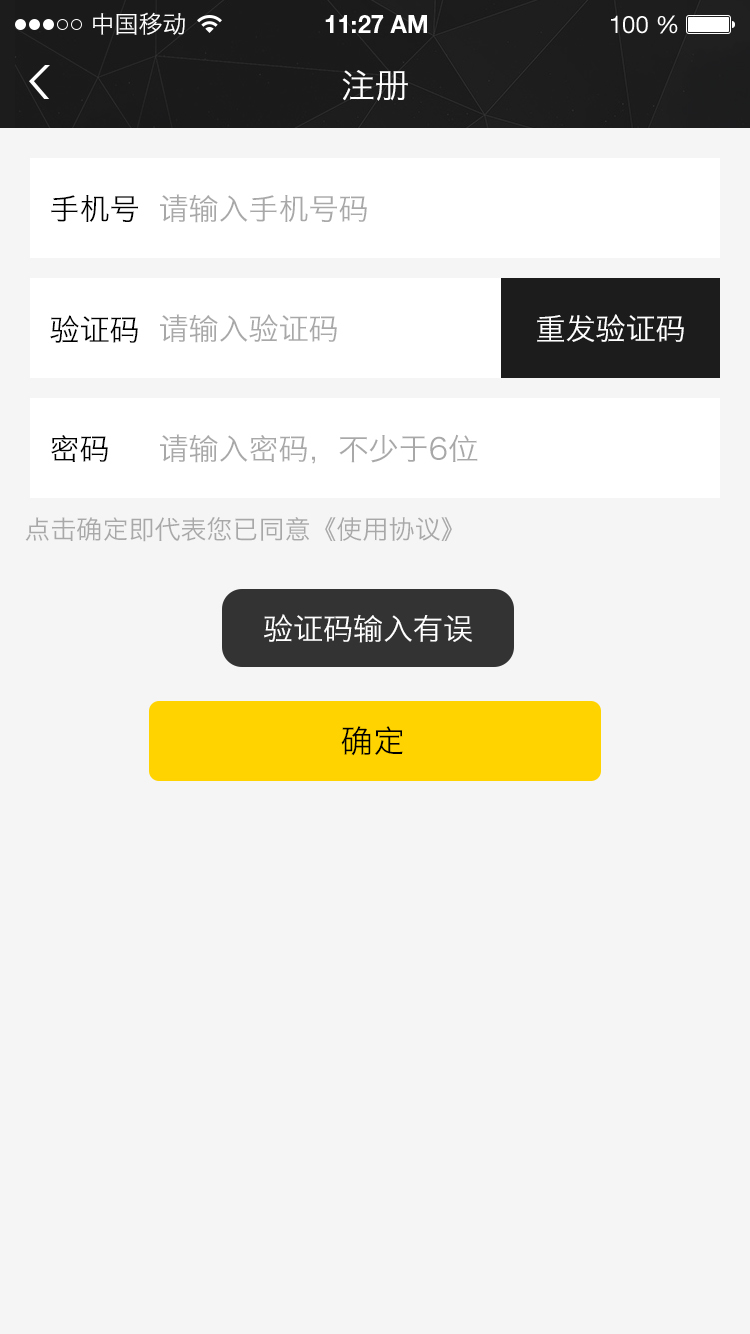 中国移动 11:27 AM 100 %
注册
手机号 请输入手机号码
验证码 请输入验证码 重发验证码
密码 请输入密码，不少于6位
点击确定即代表您已同意《使用协议》
验证码输入有误
确定